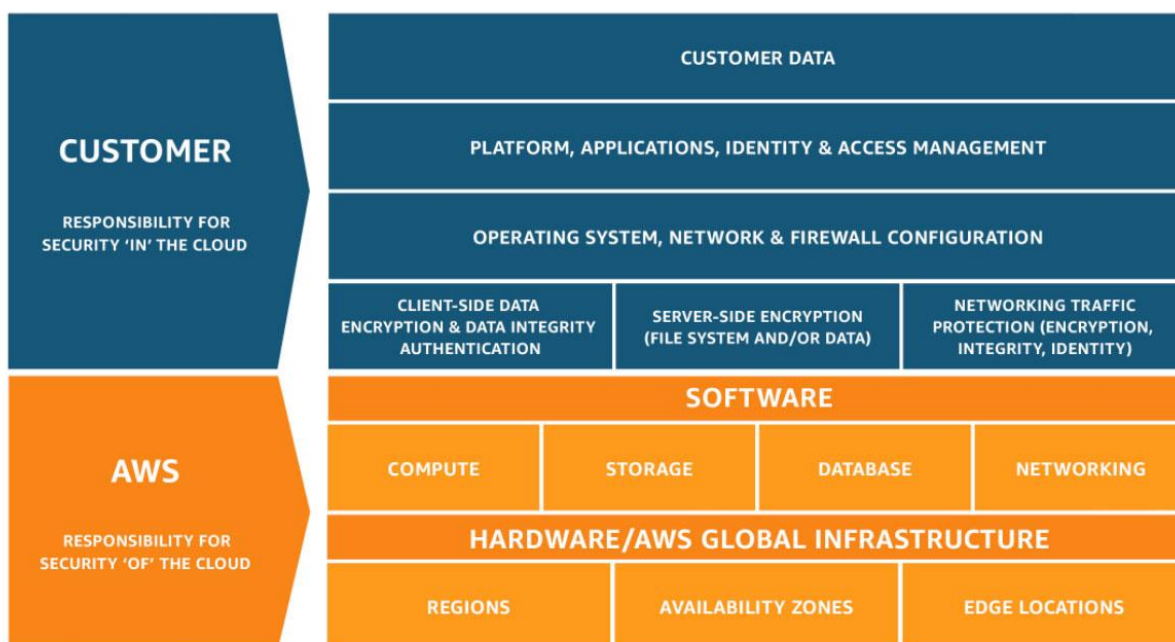 CUSTOMER
RESPONSIBILITY FOR
SECURITY ‘IN’ THE CLOUD
CUSTOMER DATA
PLATFORM, APPLICATIONS, IDENTITY & ACCESS MANAGEMENT
OPERATING SYSTEM, NETWORK & FIREWALL CONFIGURATION
CLIENT-SIDE DATA
ENCRYPTION & DATA INTEGRITY
AUTHENTICATION
SERVER-SIDE ENCRYPTION
(FILE SYSTEM AND/OR DATA)
NETWORKING TRAFFIC
PROTECTION (ENCRYPTION,
INTEGRITY, IDENTITY)
AWS
RESPONSIBILITY FOR
SECURITY ‘OF’ THE CLOUD
SOFTWARE
COMPUTE
STORAGE
DATABASE
NETWORKING
HARDWARE/AWS GLOBAL INFRASTRUCTURE
REGIONS
AVAILABILITY ZONES
EDGE LOCATIONS